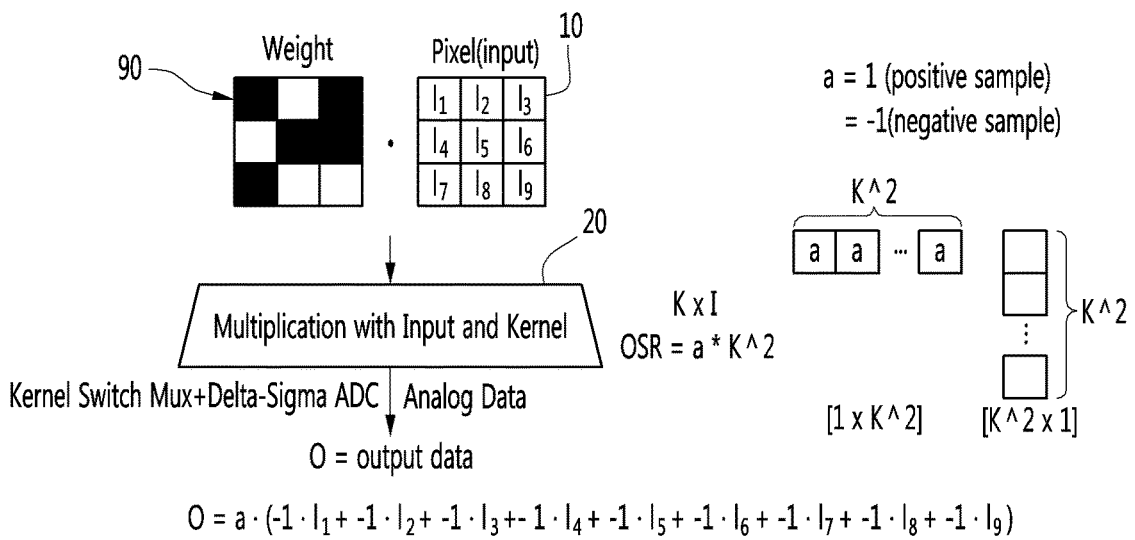 90
Weight
Pixel(input)
10
I₁ I₂ I₃
I₄ I₅ I₆
I₇ I₈ I₉
·
a = 1 (positive sample)
= -1(negative sample)
K^2
a a ··· a
K^2
⋮
[1 x K^2]
[K^2 x 1]
20
Multiplication with Input and Kernel
K x I
OSR = a * K^2
Kernel Switch Mux+Delta-Sigma ADC
Analog Data
O = output data
O = a · (-1 · I₁ + -1 · I₂ + -1 · I₃ +- 1 · I₄ + -1 · I₅ + -1 · I₆ + -1 · I₇ + -1 · I₈ + -1 · I₉)